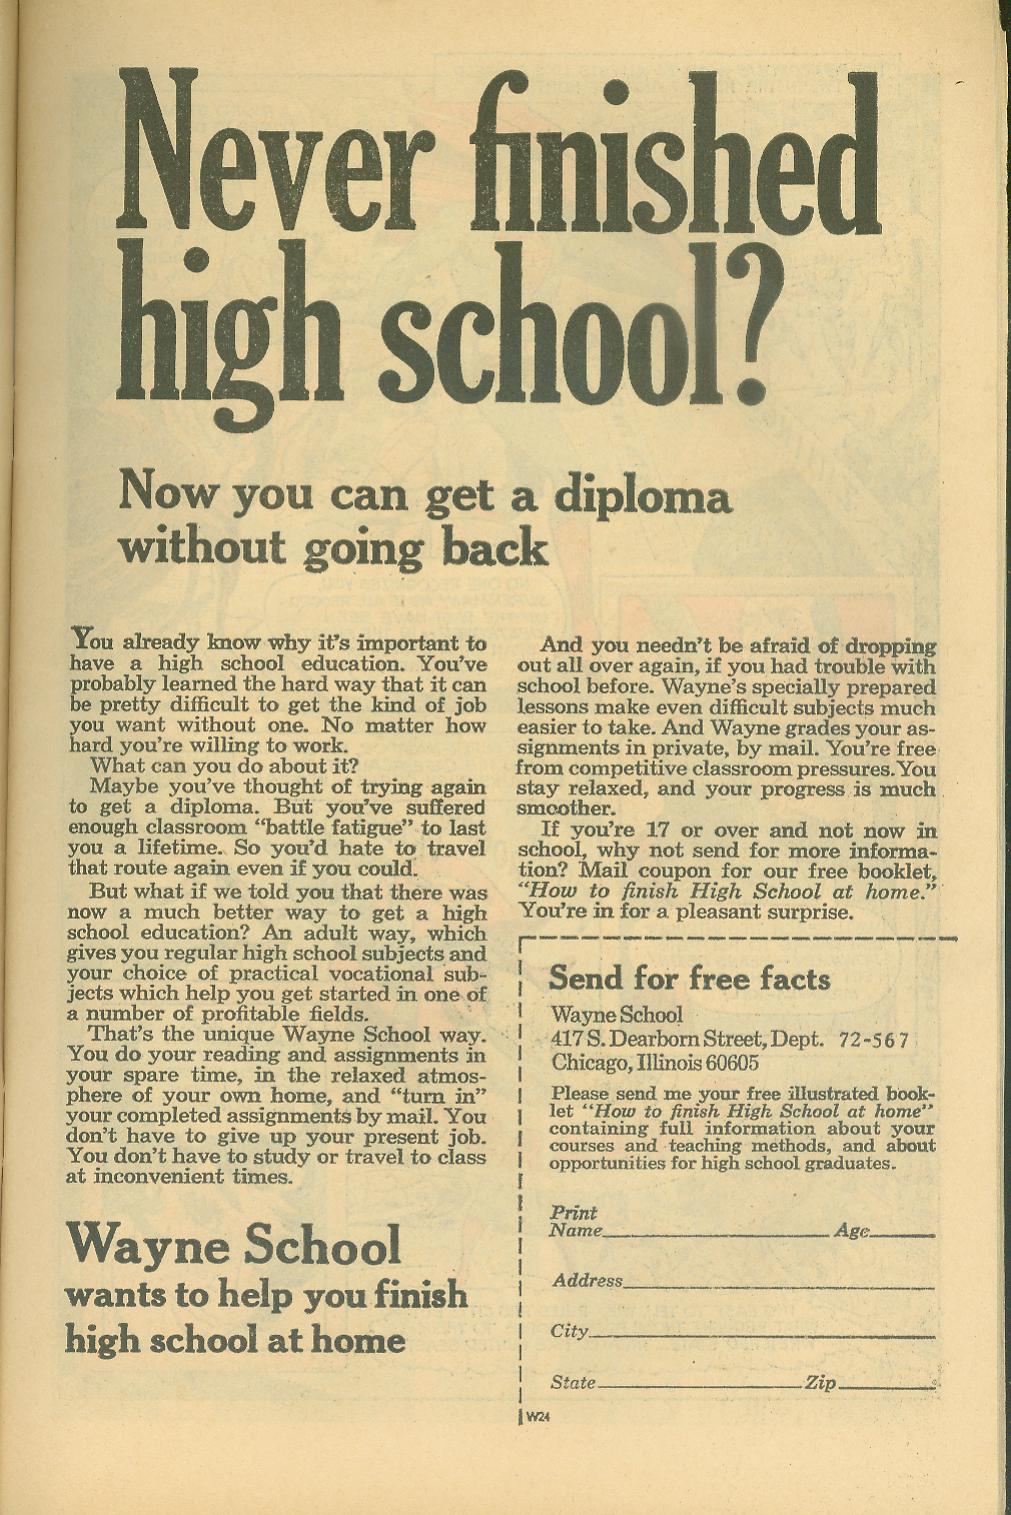 Never finished
high school?
Now you can get a diploma
without going back
You already know why it's important to
have a high school education. You've
probably learned the hard way that it can
be pretty difficult to get the kind of job
you want without one. No matter how
hard you're willing to work.
What can you do about it?
Maybe you've thought of trying again
to get a diploma. But you've suffered
enough classroom "battle fatigue" to last
you a lifetime. So you'd hate to travel
that route again even if you could.
But what if we told you that there was
now a much better way to get a high
school education? An adult way, which
gives you regular high school subjects and
your choice of practical vocational sub-
jects which help you get started in one of
a number of profitable fields.
That's the unique Wayne School way.
You do your reading and assignments in
your spare time, in the relaxed atmos-
phere of your own home, and "turn in"
your completed assignments by mail. You
don't have to give up your present job.
You don't have to study or travel to class
at inconvenient times.
Wayne School
wants to help you finish
high school at home
And you needn't be afraid of dropping
out all over again, if you had trouble with
school before. Wayne's specially prepared
lessons make even difficult subjects much
easier to take. And Wayne grades your as-
signments in private, by mail. You're free
from competitive classroom pressures. You
stay relaxed, and your progress is much
smoother.
If you're 17 or over and not now in
school, why not send for more informa-
tion? Mail coupon for our free booklet,
"How to finish High School at home."
You're in for a pleasant surprise.
Send for free facts
Wayne School
417 S. Dearborn Street, Dept. 72-567
Chicago, Illinois 60605
Please send me your free illustrated book-
let "How to finish High School at home"
containing full information about your
courses and teaching methods, and about
opportunities for high school graduates.
Print
Name Age
Address
City
State Zip
W24